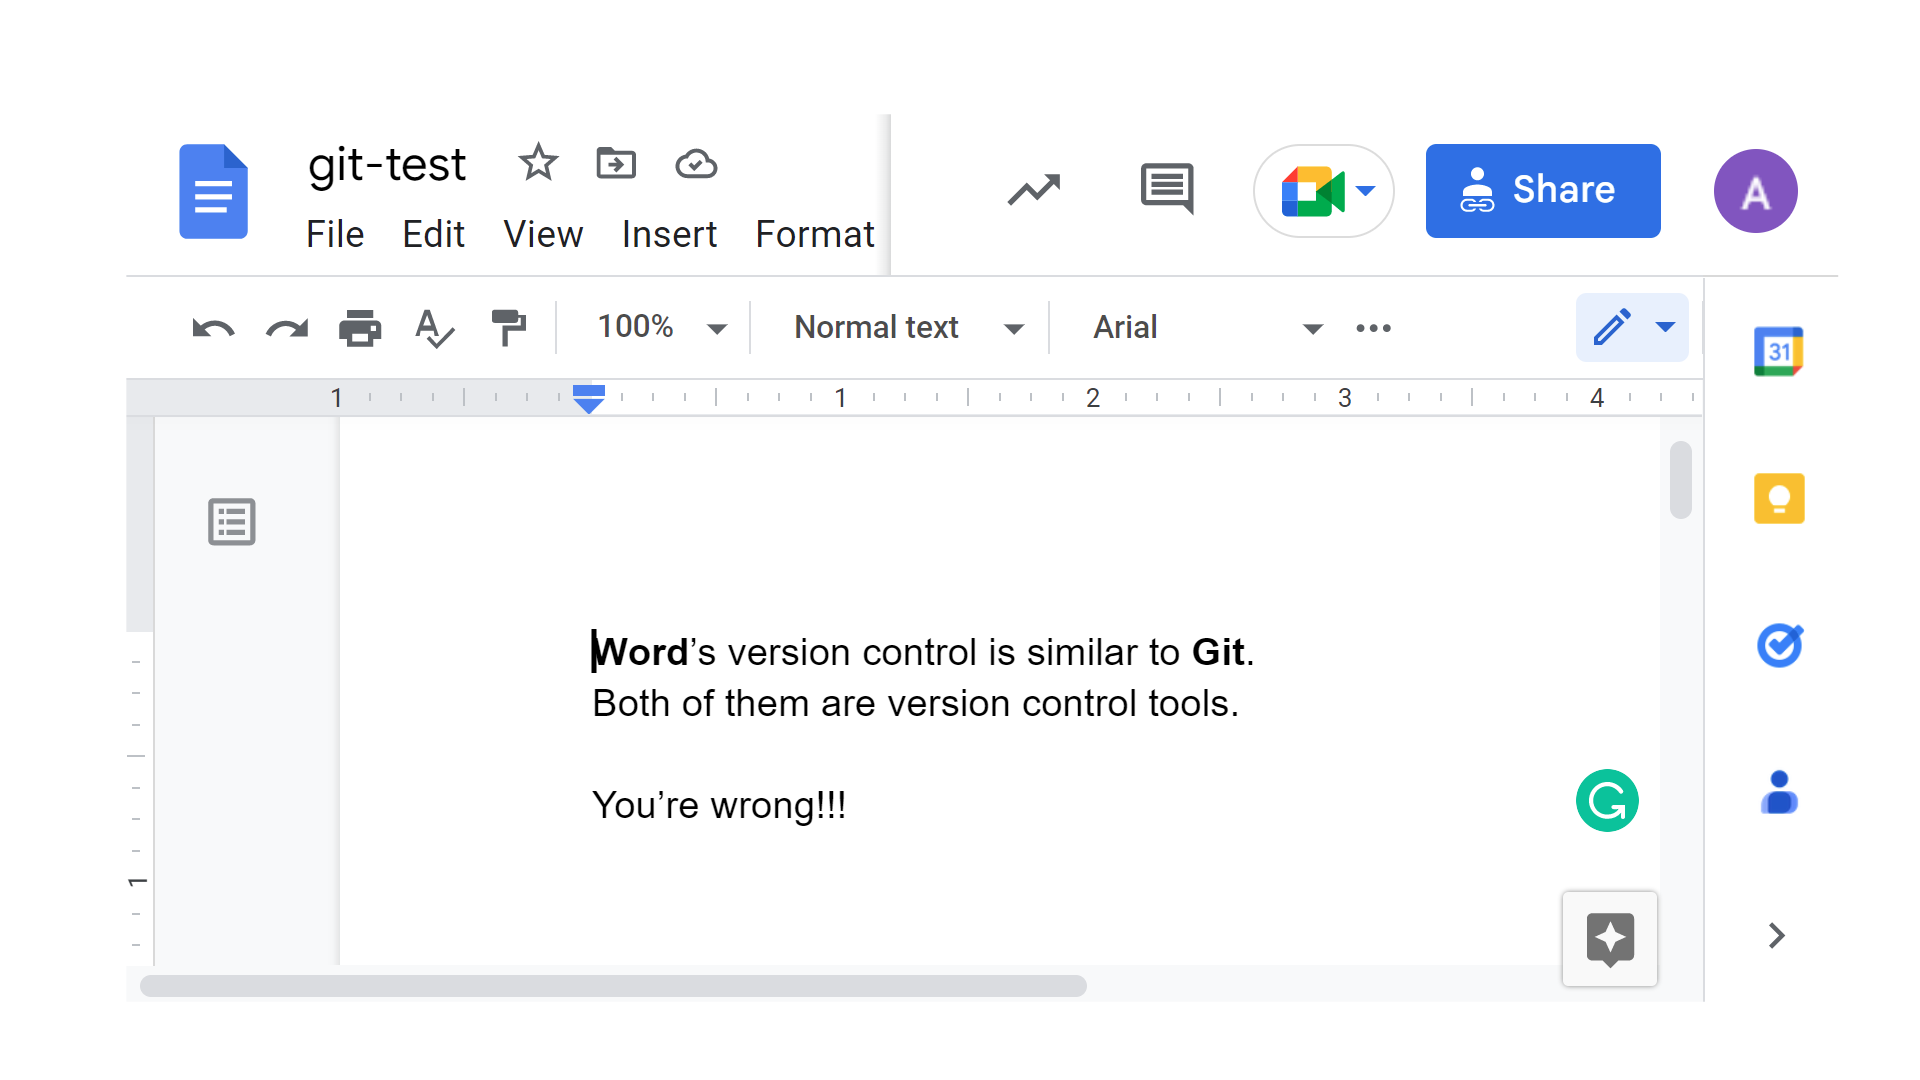 git-test
File Edit View Insert Format
Share
A
100% Normal text Arial
1 1 2 3 4
31
Word’s version control is similar to Git.
Both of them are version control tools.
You’re wrong!!!
1